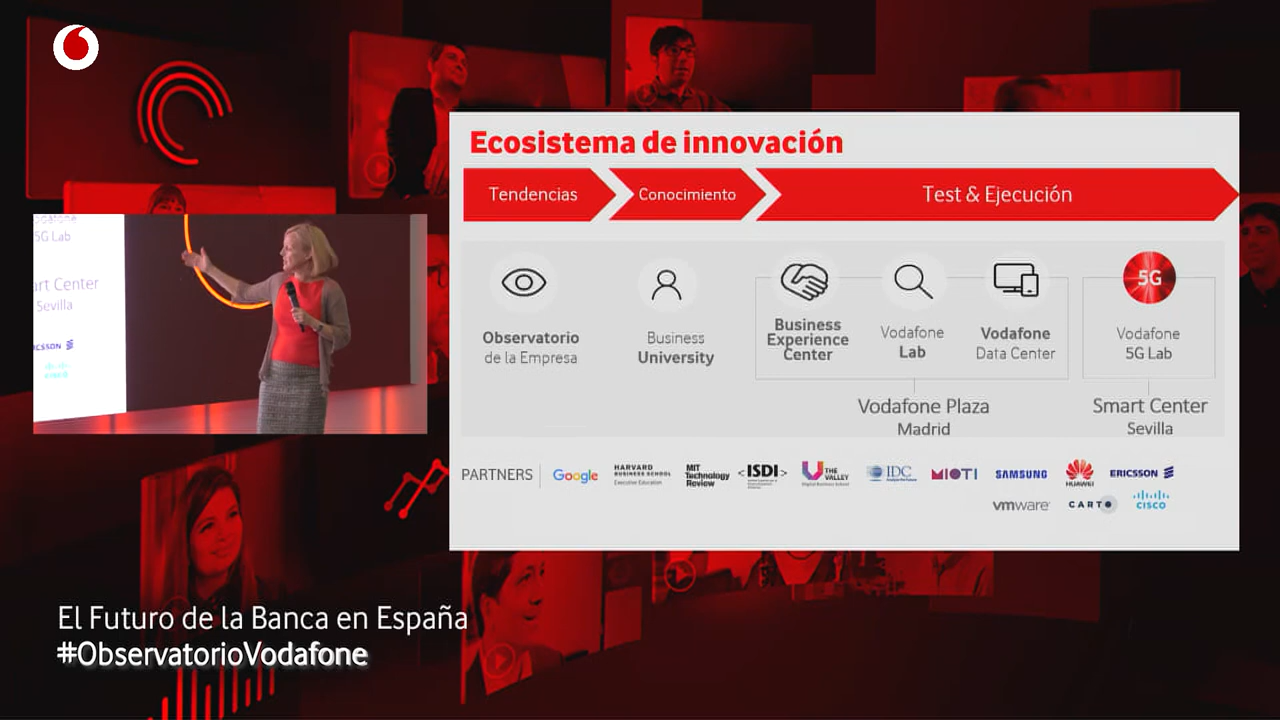 Ecosistema de innovación
Tendencias
Conocimiento
Test & Ejecución
5G
Observatorio
de la Empresa
Business
University
Business
Experience
Center
Vodafone
Lab
Vodafone
Data Center
Vodafone
5G Lab
Vodafone Plaza
Madrid
Smart Center
Sevilla
PARTNERS
Google
HARVARD
BUSINESS SCHOOL
Executive Education
MIT
Technology
Review
<ISDI>
THE
VALLEY
Digital Business School
IDC
Analyze the Future
MIOTI
SAMSUNG
HUAWEI
ERICSSON
vmware
CARTO
CISCO
5G Lab
art Center
Sevilla
El Futuro de la Banca en España
#ObservatorioVodafone